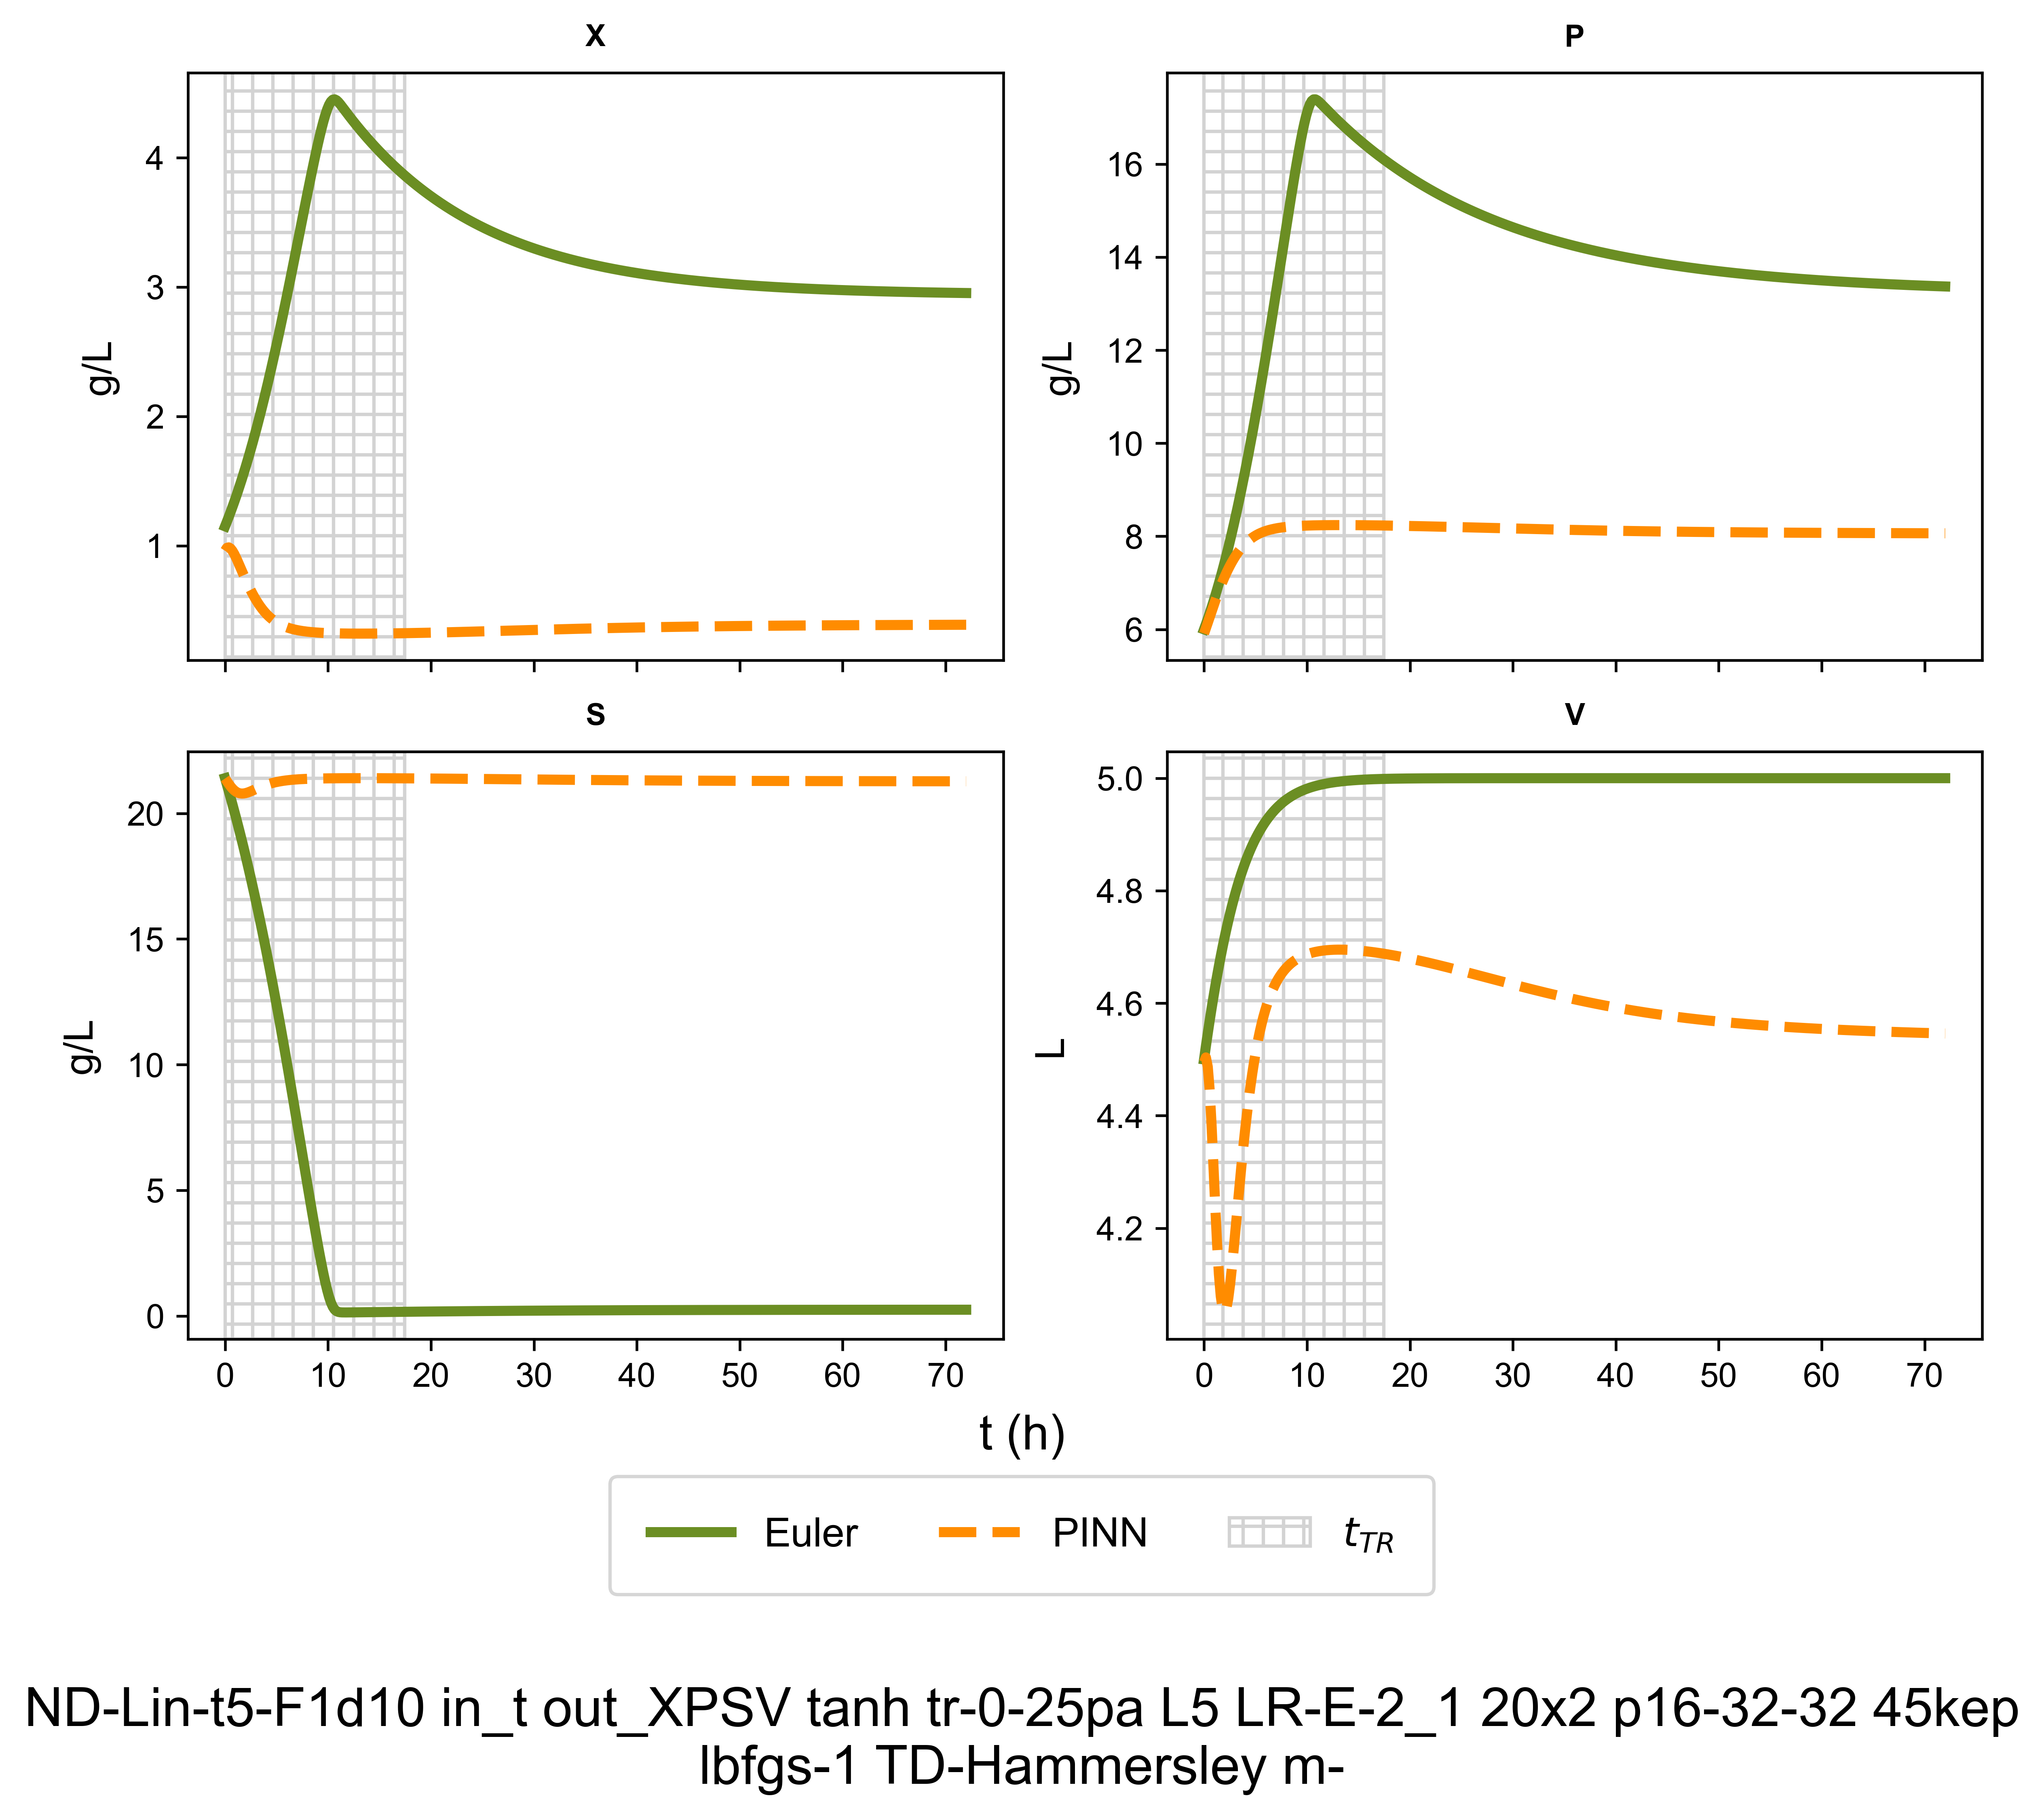 X
P
4
3
2
1
g/L
16
14
12
10
8
6
g/L
S
V
20
15
10
5
0
g/L
5.0
4.8
4.6
4.4
4.2
L
0 10 20 30 40 50 60 70
0 10 20 30 40 50 60 70
t (h)
Euler PINN t_{TR}
ND-Lin-t5-F1d10 in_t out_XPSV tanh tr-0-25pa L5 LR-E-2_1 20x2 p16-32-32 45kep
lbfgs-1 TD-Hammersley m-